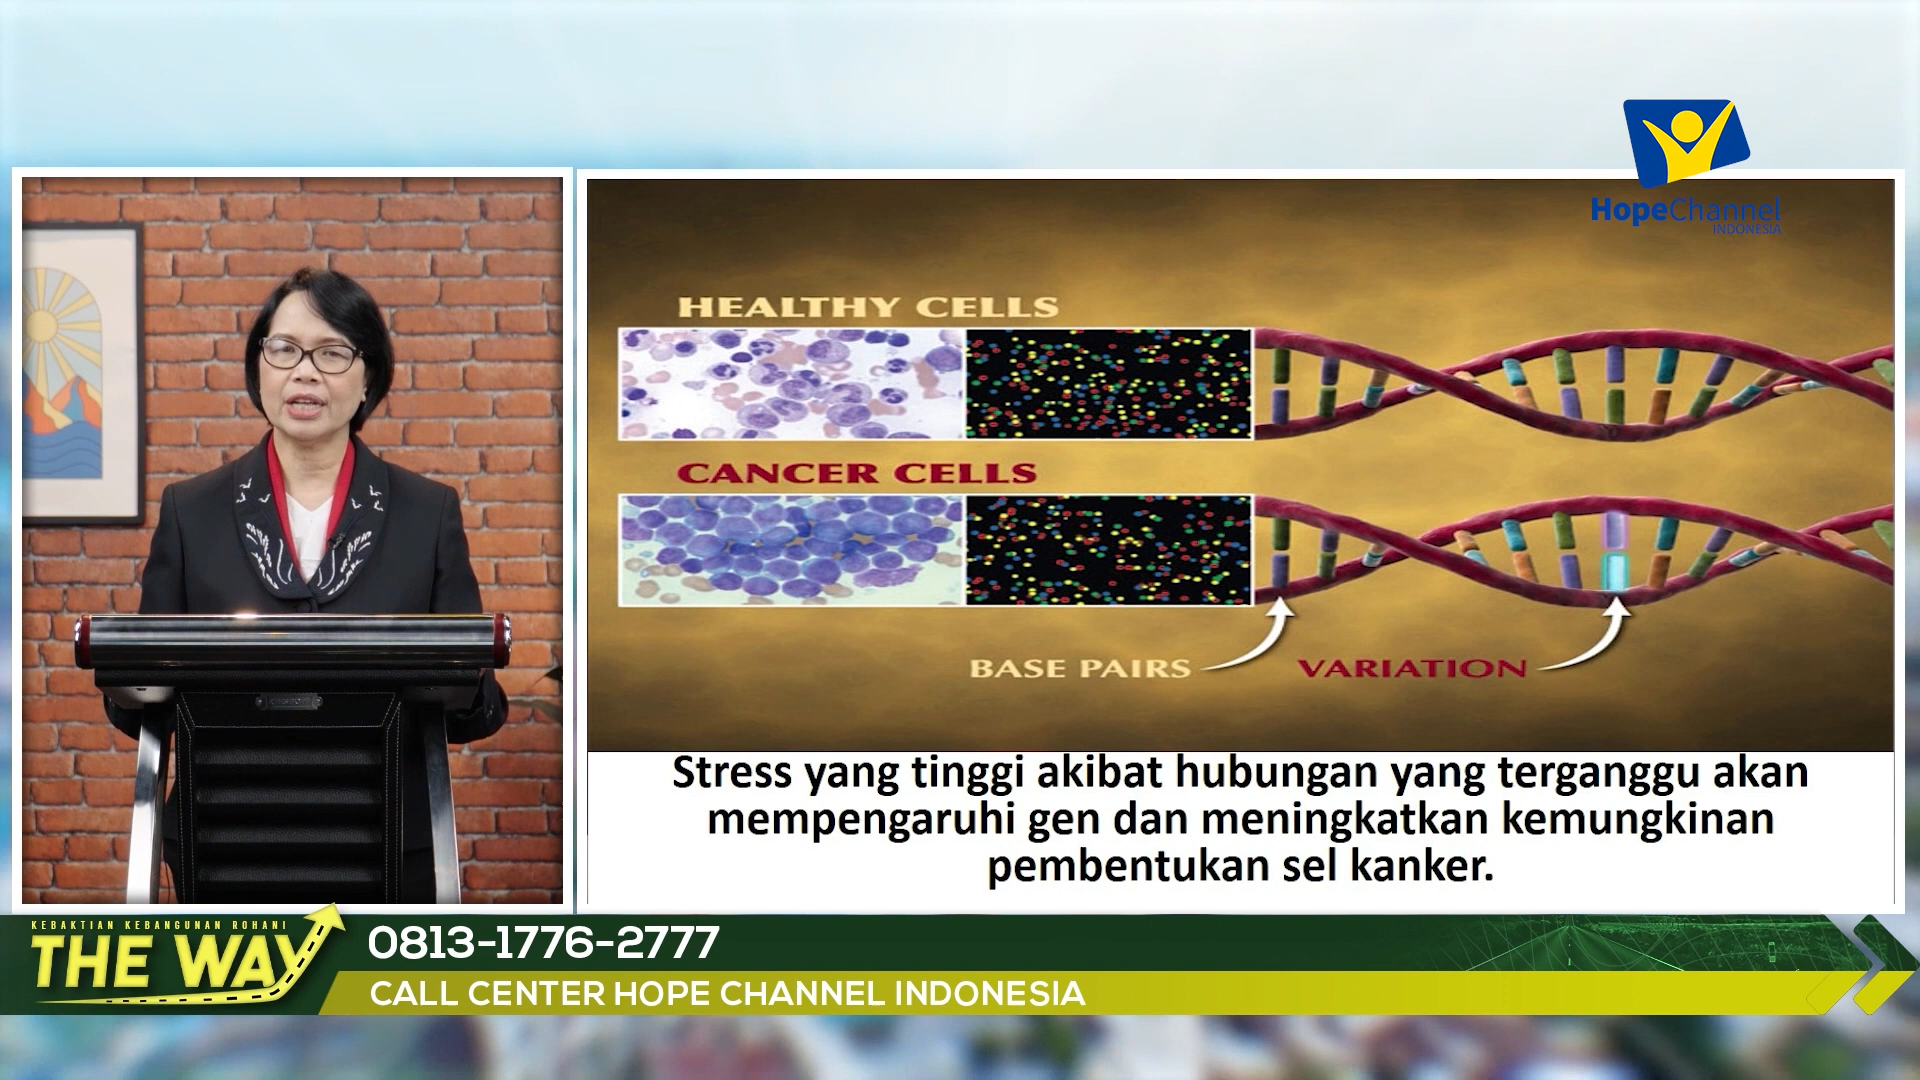 HopeChannel
INDONESIA
HEALTHY CELLS
CANCER CELLS
BASE PAIRS
VARIATION
Stress yang tinggi akibat hubungan yang terganggu akan
mempengaruhi gen dan meningkatkan kemungkinan
pembentukan sel kanker.
KEBAKTIAN KEBANGUNAN ROHANI
THE WAY
0813-1776-2777
CALL CENTER HOPE CHANNEL INDONESIA